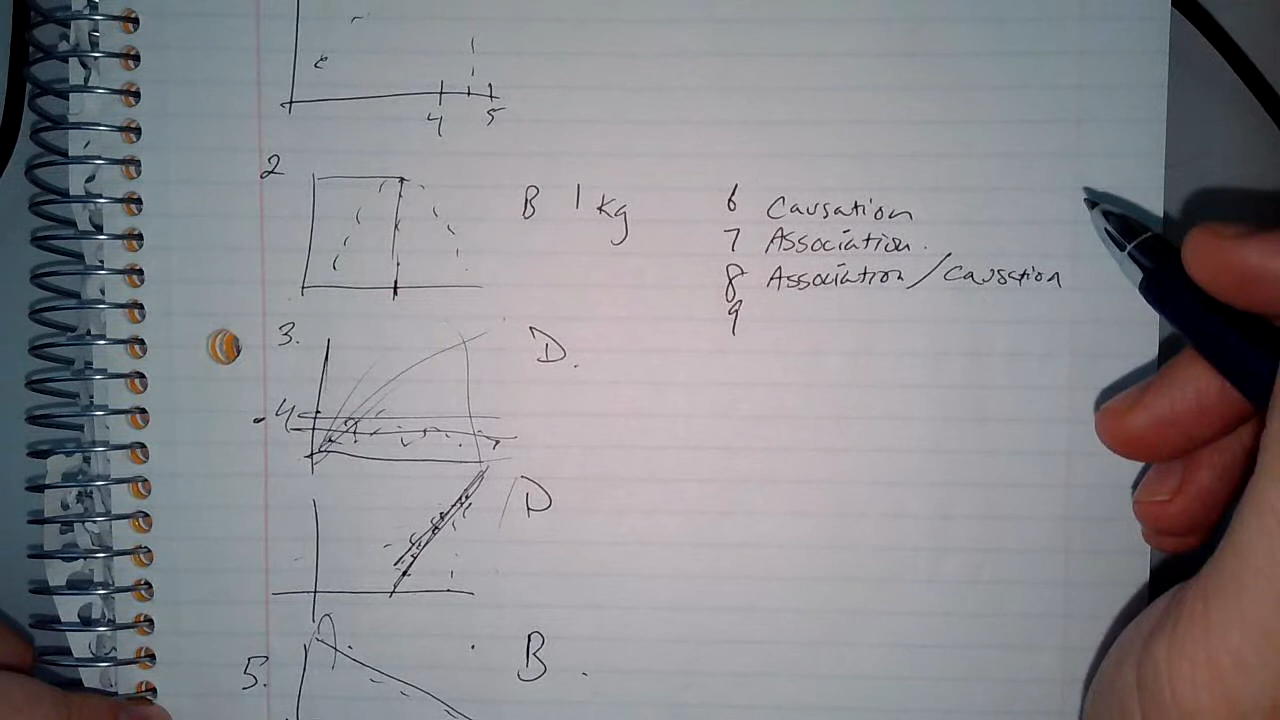 4 5
2
B 1 kg
3. D.
4
D
5. B.
6 Causation
7 Association.
8 Association/Causation
9